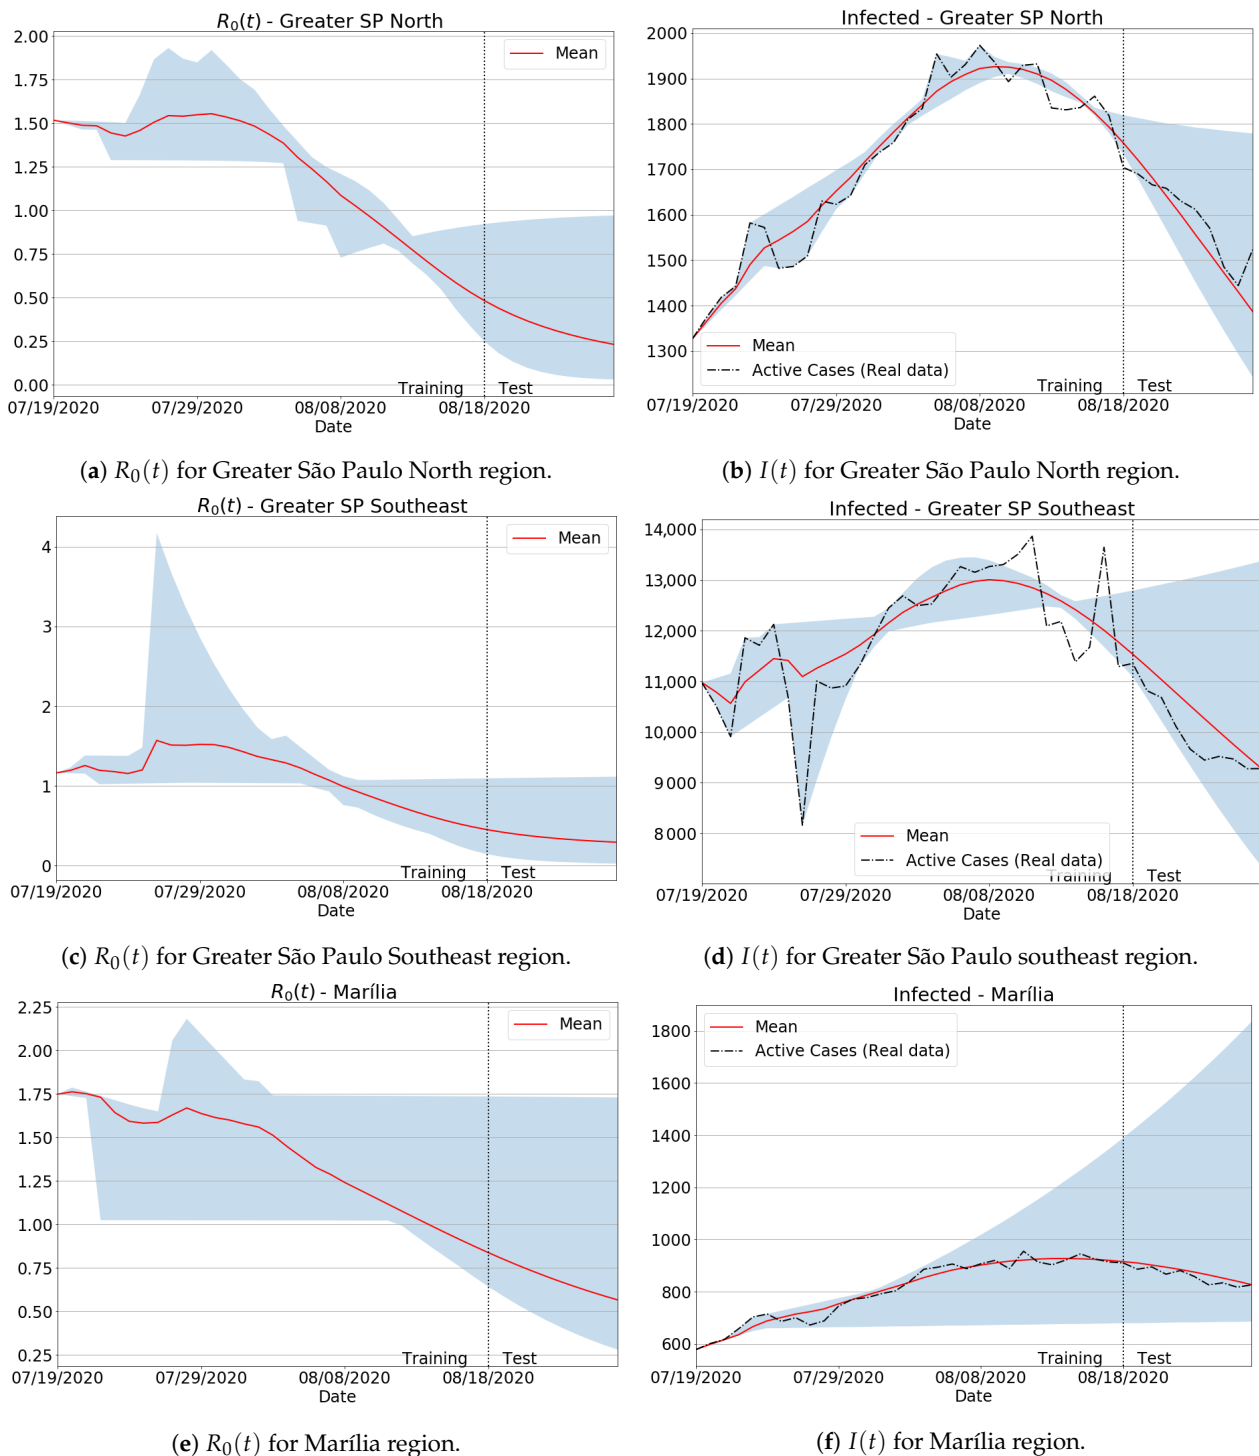 R₀(t) - Greater SP North
2.00
1.75
1.50
1.25
1.00
0.75
0.50
0.25
0.00
Mean
Training Test
07/19/2020 07/29/2020 08/08/2020 08/18/2020
Date
(a) R₀(t) for Greater São Paulo North region.
Infected - Greater SP North
2000
1900
1800
1700
1600
1500
1400
1300
Mean
Active Cases (Real data)
Training Test
07/19/2020 07/29/2020 08/08/2020 08/18/2020
Date
(b) I(t) for Greater São Paulo North region.
R₀(t) - Greater SP Southeast
4
3
2
1
0
Mean
Training Test
07/19/2020 07/29/2020 08/08/2020 08/18/2020
Date
(c) R₀(t) for Greater São Paulo Southeast region.
Infected - Greater SP Southeast
14,000
13,000
12,000
11,000
10,000
9000
8000
Mean
Active Cases (Real data)
Training Test
07/19/2020 07/29/2020 08/08/2020 08/18/2020
Date
(d) I(t) for Greater São Paulo southeast region.
R₀(t) - Marília
2.25
2.00
1.75
1.50
1.25
1.00
0.75
0.50
0.25
Mean
Training Test
07/19/2020 07/29/2020 08/08/2020 08/18/2020
Date
(e) R₀(t) for Marília region.
Infected - Marília
1800
1600
1400
1200
1000
800
600
Mean
Active Cases (Real data)
Training Test
07/19/2020 07/29/2020 08/08/2020 08/18/2020
Date
(f) I(t) for Marília region.